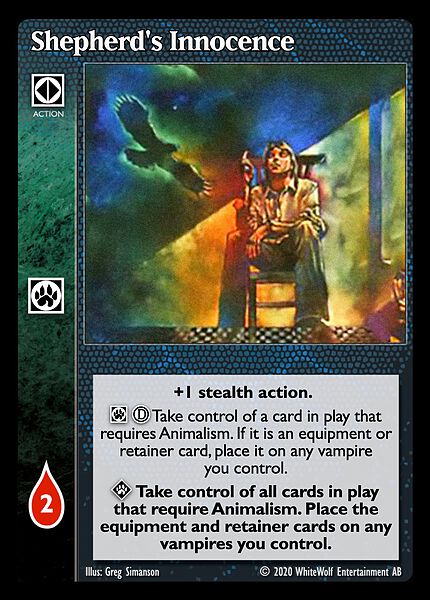 Shepherd's Innocence
ACTION
+1 stealth action.
D Take control of a card in play that
requires Animalism. If it is an equipment or
retainer card, place it on any vampire
you control.
Take control of all cards in play
that require Animalism. Place the
equipment and retainer cards on any
vampires you control.
2
Illus: Greg Simanson © 2020 WhiteWolf Entertainment AB